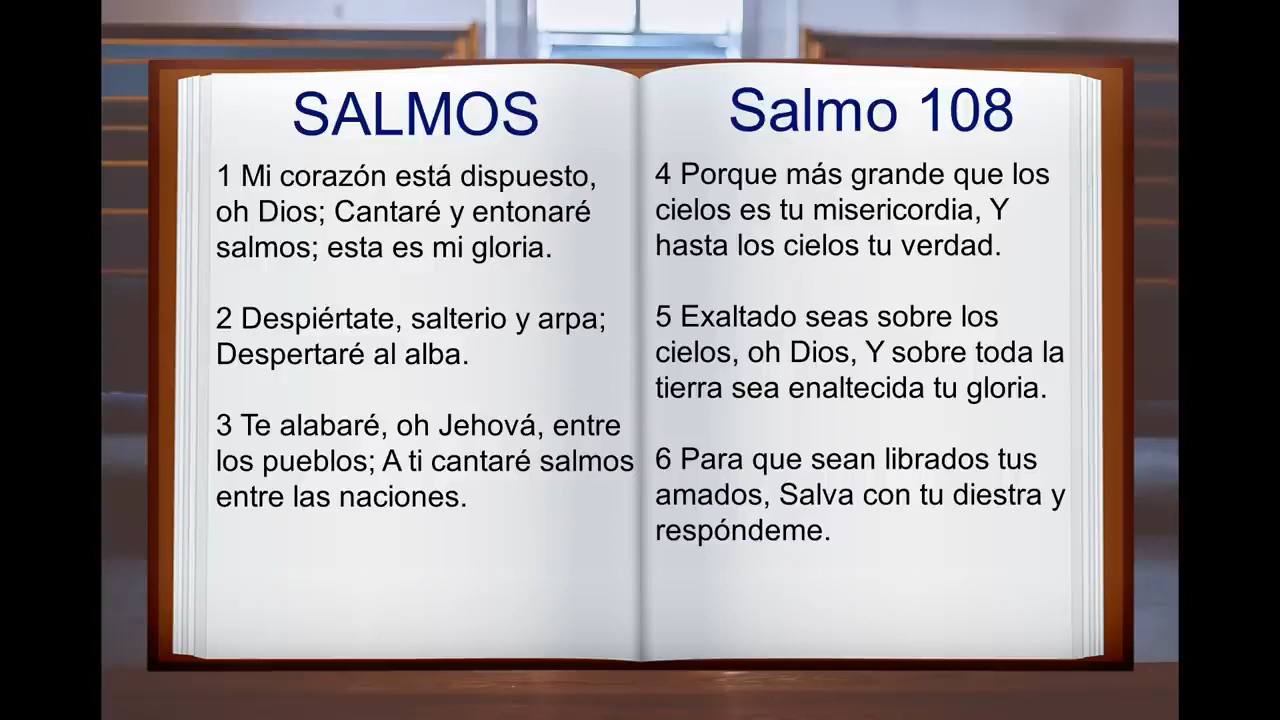 SALMOS
1 Mi corazón está dispuesto,
oh Dios; Cantaré y entonaré
salmos; esta es mi gloria.
2 Despiértate, salterio y arpa;
Despertaré al alba.
3 Te alabaré, oh Jehová, entre
los pueblos; A ti cantaré salmos
entre las naciones.
Salmo 108
4 Porque más grande que los
cielos es tu misericordia, Y
hasta los cielos tu verdad.
5 Exaltado seas sobre los
cielos, oh Dios, Y sobre toda la
tierra sea enaltecida tu gloria.
6 Para que sean librados tus
amados, Salva con tu diestra y
respóndeme.